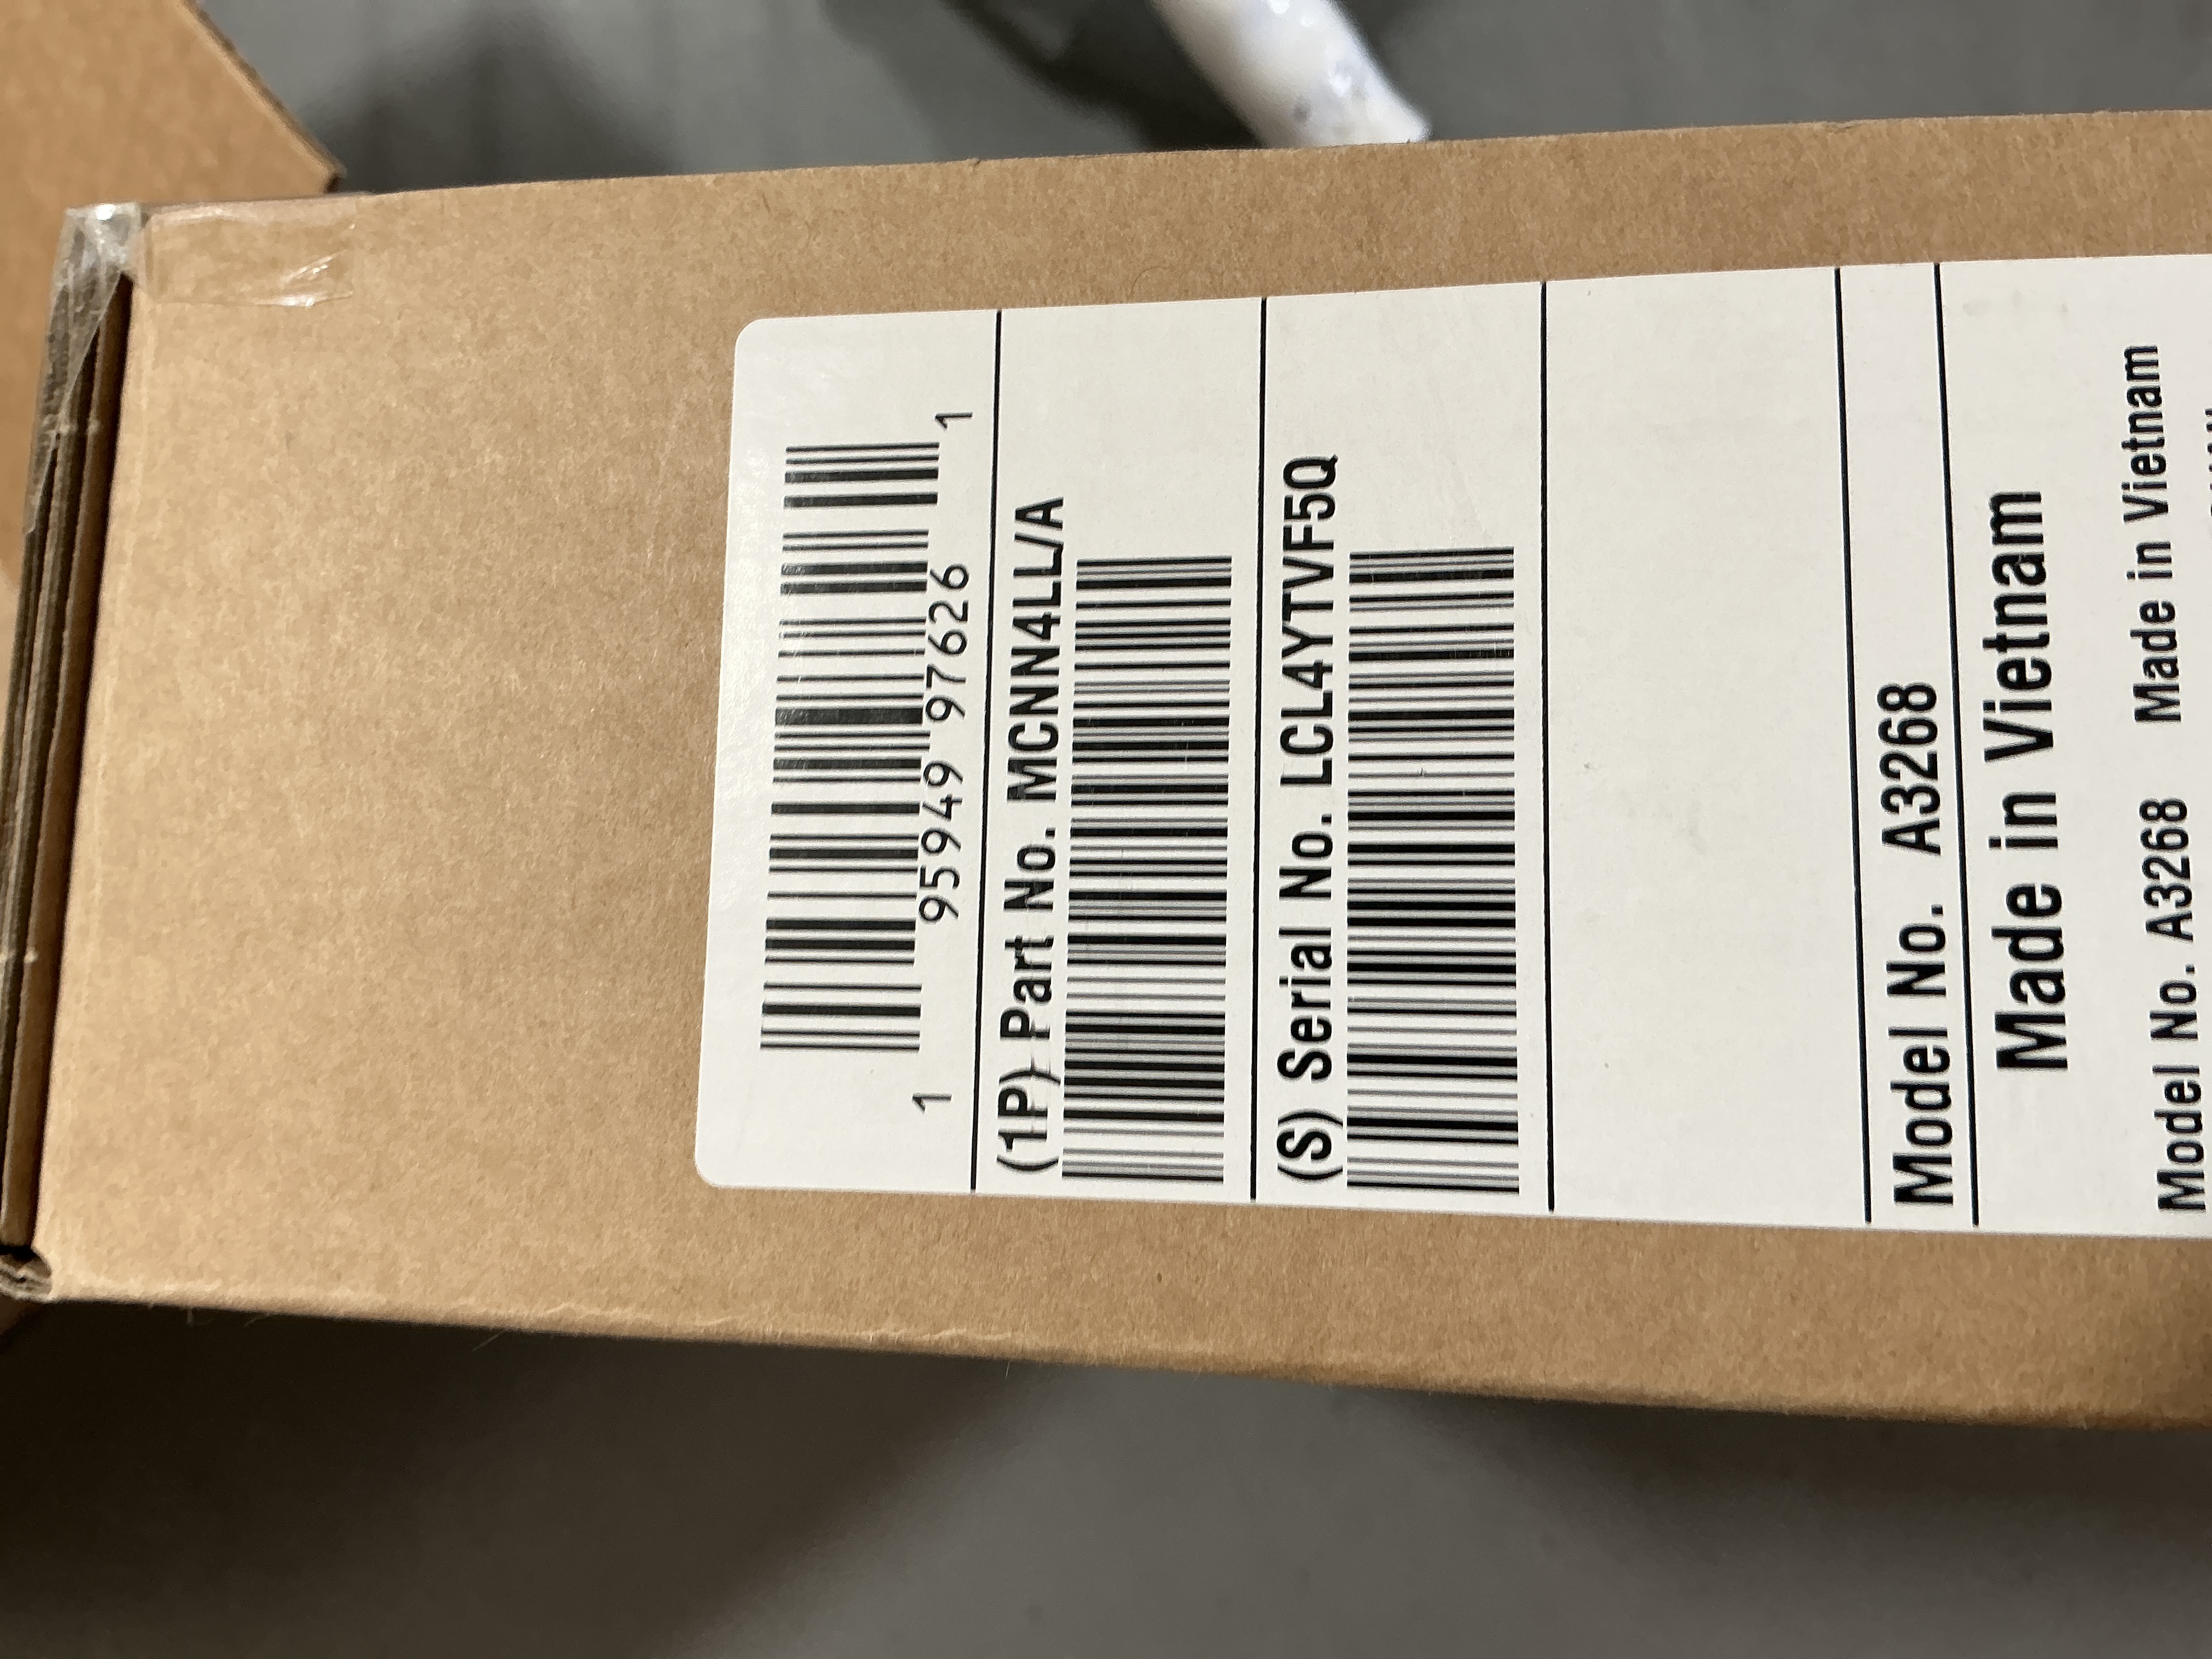 1 95949 97626 1
(1P) Part No. MCNN4LL/A
(S) Serial No. LCL4YTVF5Q
Model No. A3268
Made in Vietnam
Model No. A3268 Made in Vietnam